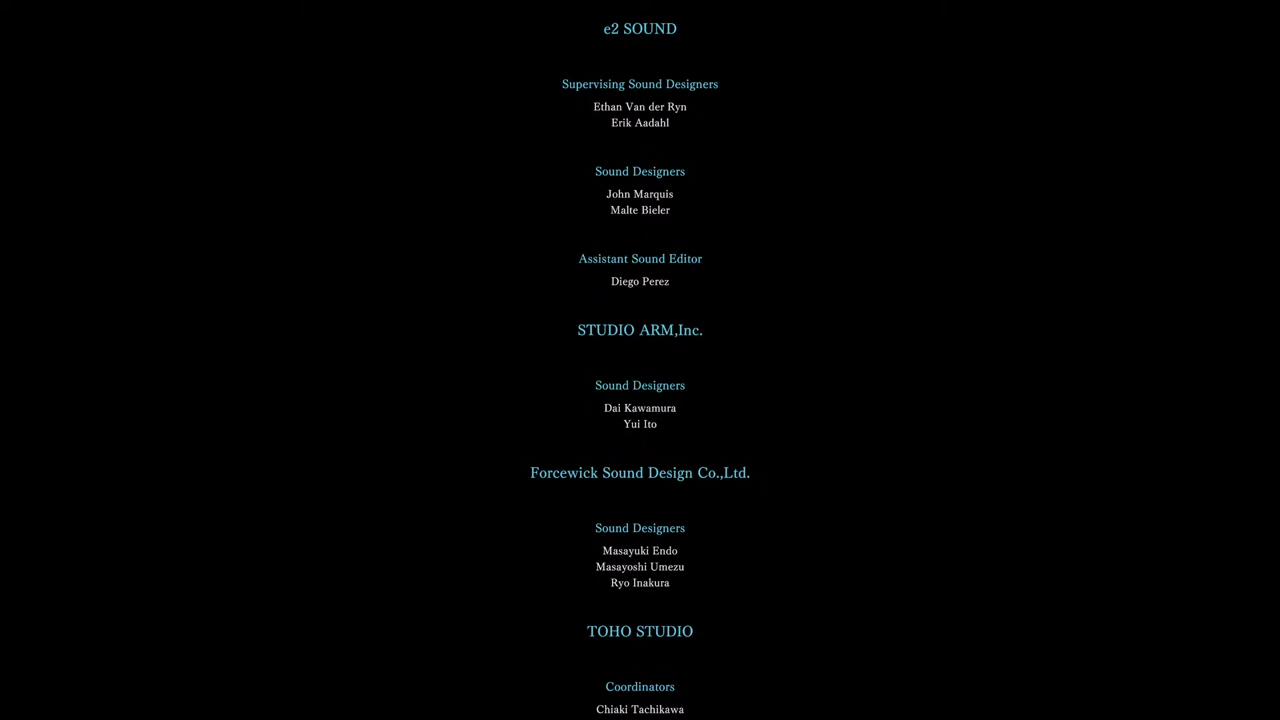 e2 SOUND
Supervising Sound Designers
Ethan Van der Ryn
Erik Aadahl
Sound Designers
John Marquis
Malte Bieler
Assistant Sound Editor
Diego Perez
STUDIO ARM,Inc.
Sound Designers
Dai Kawamura
Yui Ito
Forcewick Sound Design Co.,Ltd.
Sound Designers
Masayuki Endo
Masayoshi Umezu
Ryo Inakura
TOHO STUDIO
Coordinators
Chiaki Tachikawa